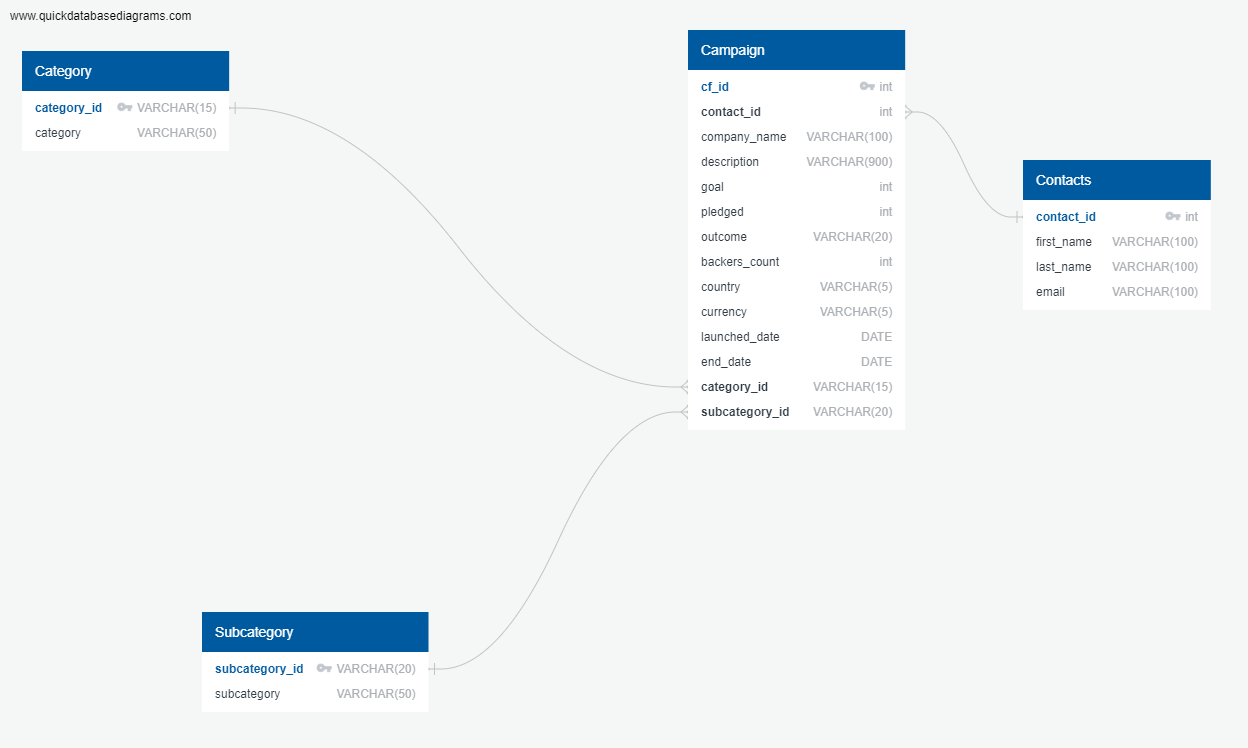 www.quickdatabasediagrams.com
Category
category_id VARCHAR(15)
category VARCHAR(50)
Campaign
cf_id int
contact_id int
company_name VARCHAR(100)
description VARCHAR(900)
goal int
pledged int
outcome VARCHAR(20)
backers_count int
country VARCHAR(5)
currency VARCHAR(5)
launched_date DATE
end_date DATE
category_id VARCHAR(15)
subcategory_id VARCHAR(20)
Contacts
contact_id int
first_name VARCHAR(100)
last_name VARCHAR(100)
email VARCHAR(100)
Subcategory
subcategory_id VARCHAR(20)
subcategory VARCHAR(50)